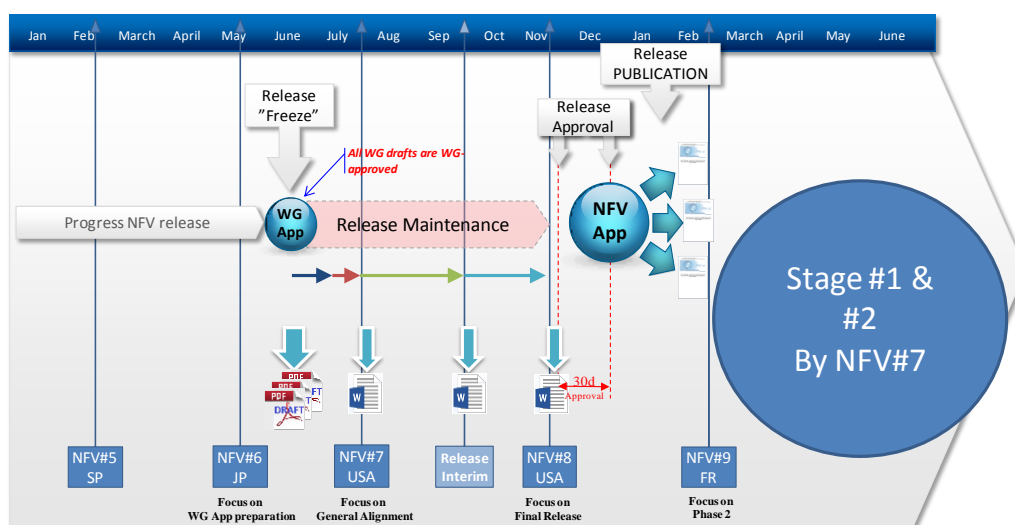 Jan Feb March April May June July Aug Sep Oct Nov Dec Jan Feb March April May June
Release
PUBLICATION
Release
"Freeze"
Release
Approval
All WG drafts are WG-
approved
Progress NFV release
WG
App
Release Maintenance
NFV
App
Stage #1 &
#2
By NFV#7
PDF
PDF
PDF
DRAFT
W
W
W
30d
Approval
NFV#5
SP
NFV#6
JP
NFV#7
USA
Release
Interim
NFV#8
USA
NFV#9
FR
Focus on
WG App preparation
Focus on
General Alignment
Focus on
Final Release
Focus on
Phase 2